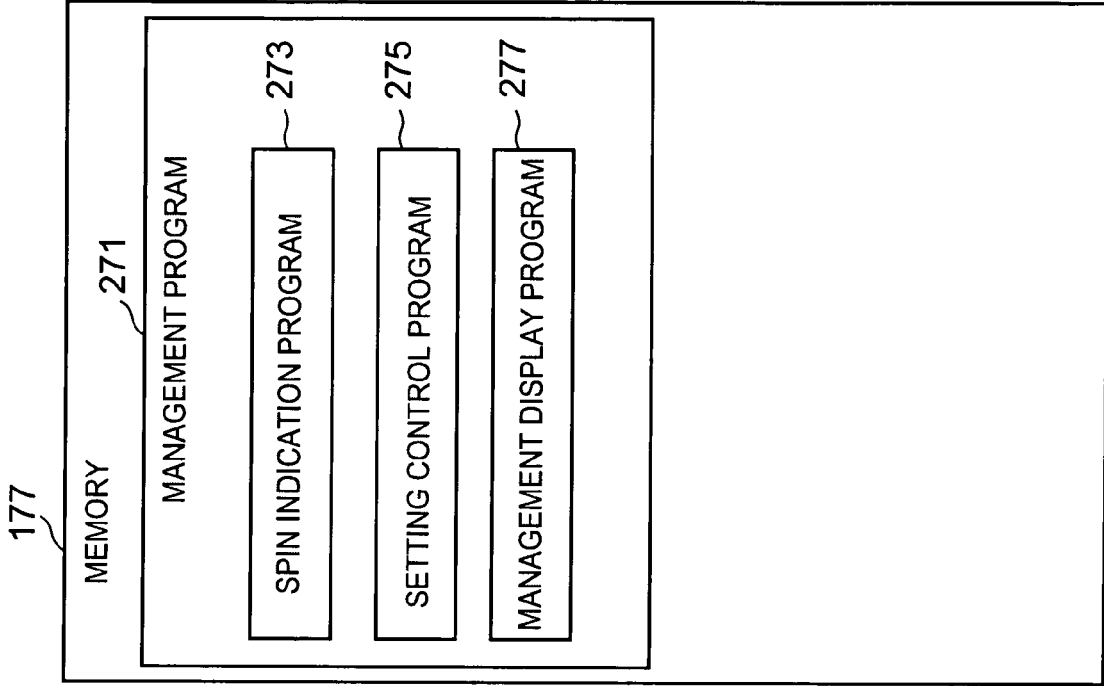 177
MEMORY
271
MANAGEMENT PROGRAM
SPIN INDICATION PROGRAM
273
SETTING CONTROL PROGRAM
275
MANAGEMENT DISPLAY PROGRAM
277